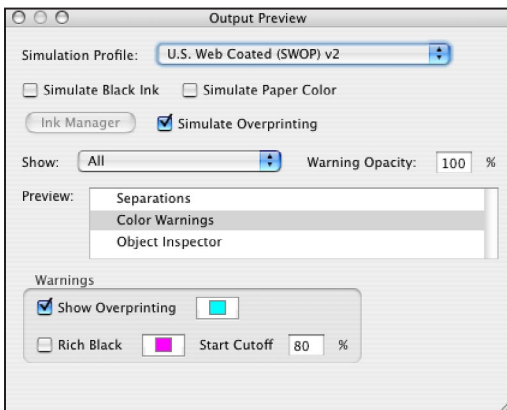 Output Preview
Simulation Profile: U.S. Web Coated (SWOP) v2
Simulate Black Ink Simulate Paper Color
Ink Manager Simulate Overprinting
Show: All Warning Opacity: 100 %
Preview: Separations
Color Warnings
Object Inspector
Warnings
Show Overprinting
Rich Black Start Cutoff 80 %